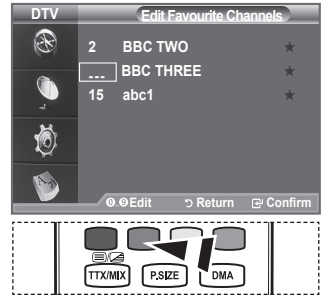 DTV Edit Favourite Channels
2 BBC TWO ★
_ _ _ BBC THREE ★
15 abc1 ★
Edit Return Confirm
TTX/MIX P.SIZE DMA